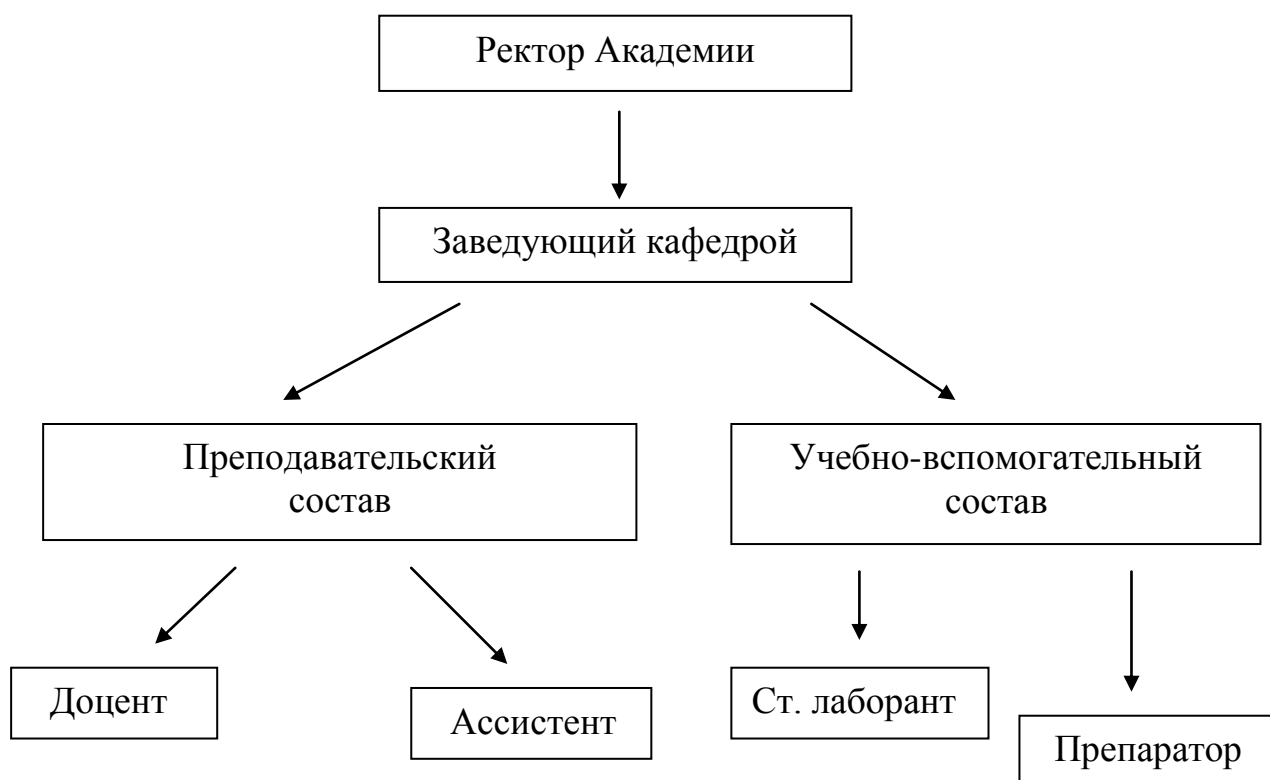 Ректор Академии
Заведующий кафедрой
Преподавательский
состав
Учебно-вспомогательный
состав
Доцент
Ассистент
Ст. лаборант
Препаратор